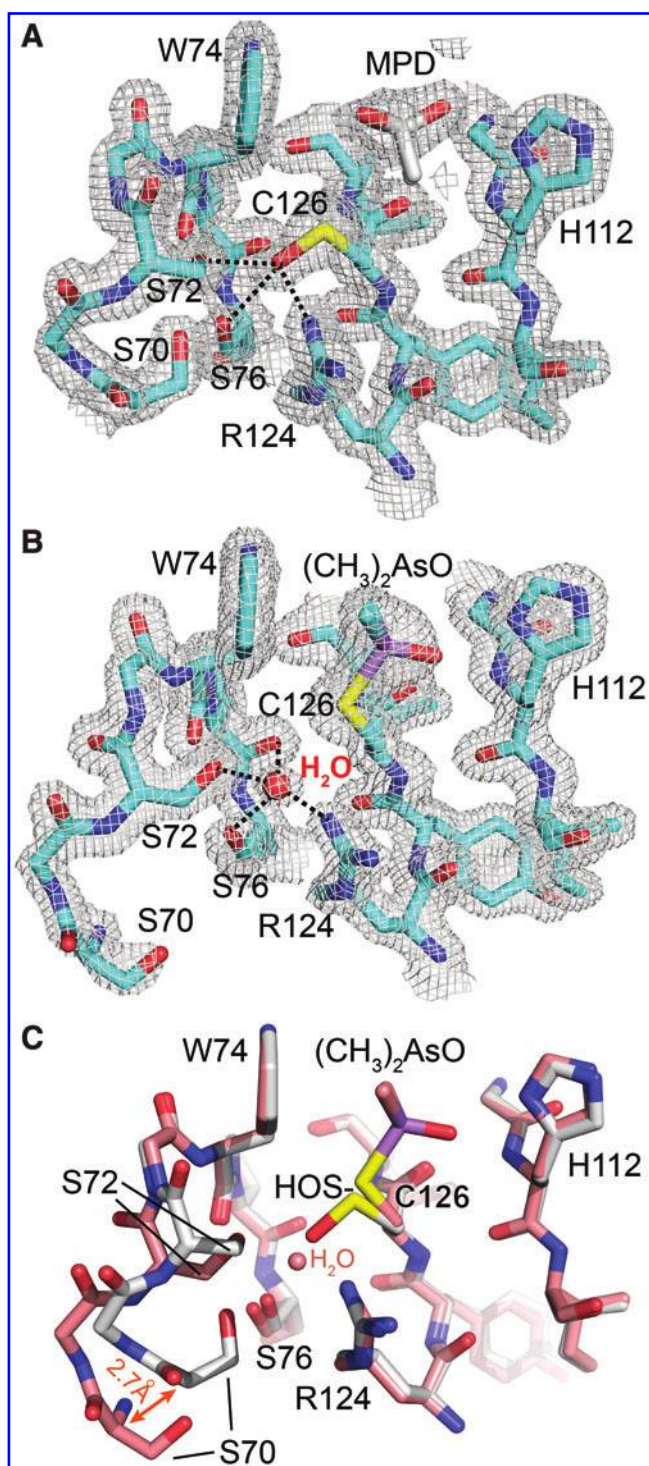 A
W74
MPD
C126
H112
S72
S70
S76
R124
B
W74
(CH₃)₂AsO
C126
H112
H₂O
S72
S76
S70
R124
C
W74
(CH₃)₂AsO
H112
S72
HOS-
C126
H₂O
S76
2.7Å
R124
S70